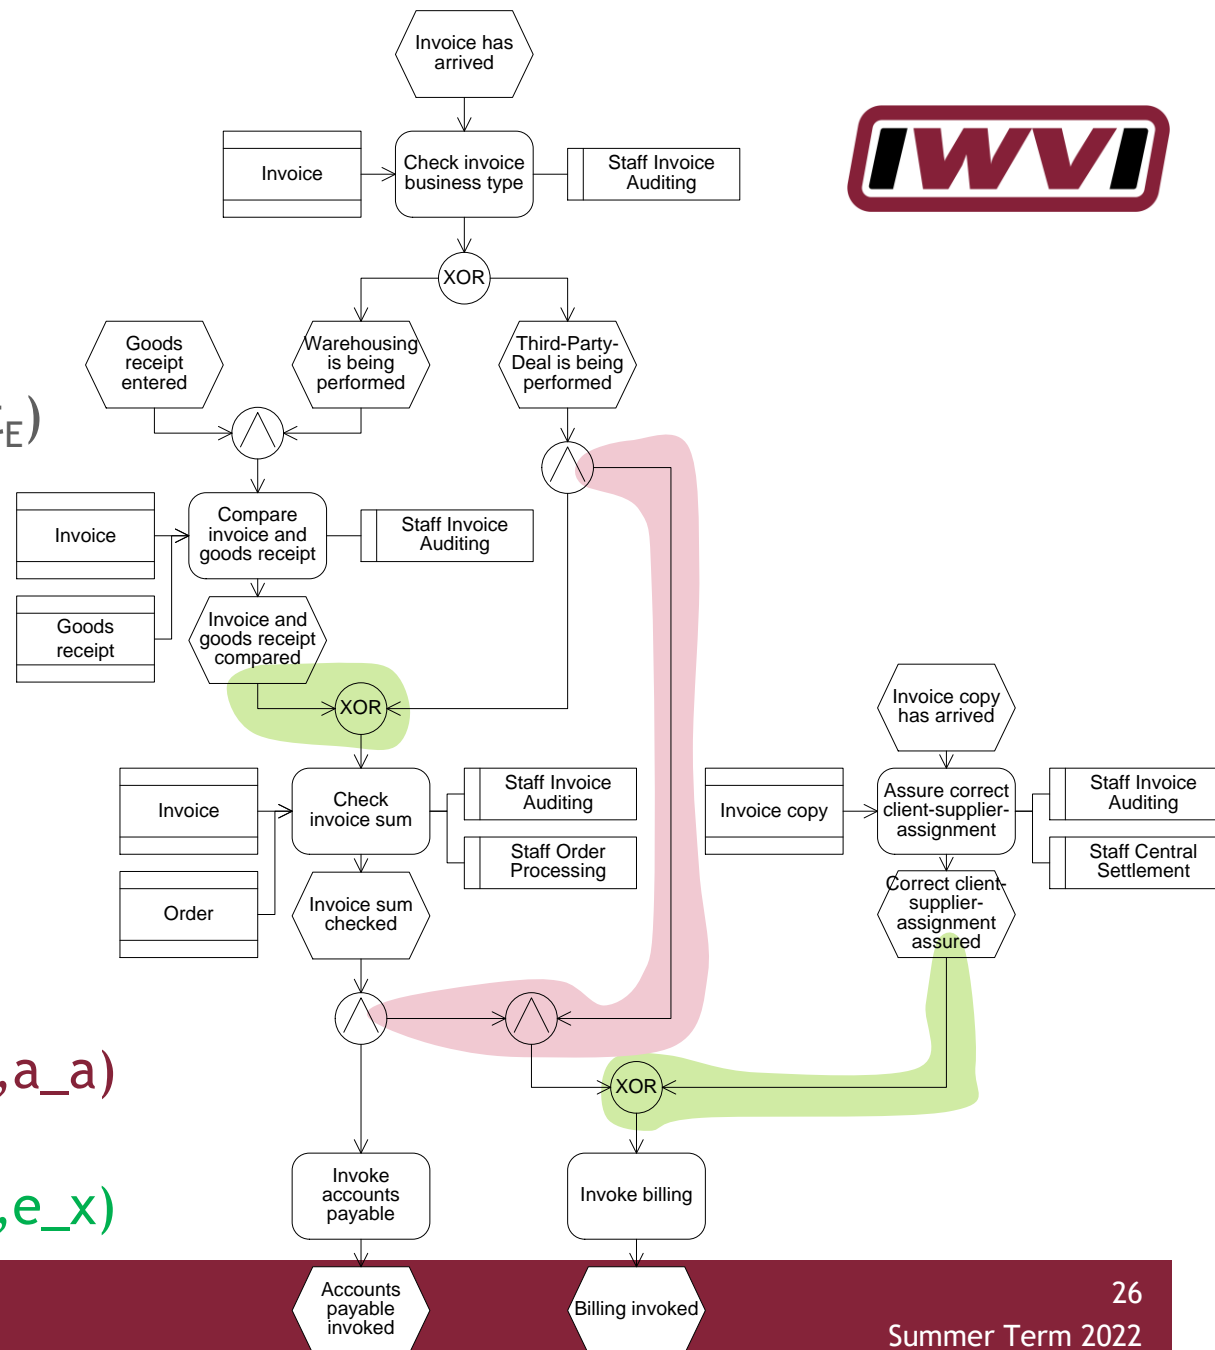 Invoice has
arrived
IWVI
Invoice
Check invoice
business type
Staff Invoice
Auditing
XOR
Goods
receipt
entered
Warehousing
is being
performed
Third-Party-
Deal is being
performed
E)
Invoice
Compare
invoice and
goods receipt
Staff Invoice
Auditing
Goods
receipt
Invoice and
goods receipt
compared
XOR
Invoice copy
has arrived
Invoice
Check
invoice sum
Staff Invoice
Auditing
Staff Order
Processing
Invoice copy
Assure correct
client-supplier-
assignment
Staff Invoice
Auditing
Staff Central
Settlement
Order
Invoice sum
checked
Correct client-
supplier-
assignment
assured
,a_a)
XOR
Invoke
accounts
payable
Invoke billing
,e_x)
Accounts
payable
invoked
Billing invoked
26
Summer Term 2022